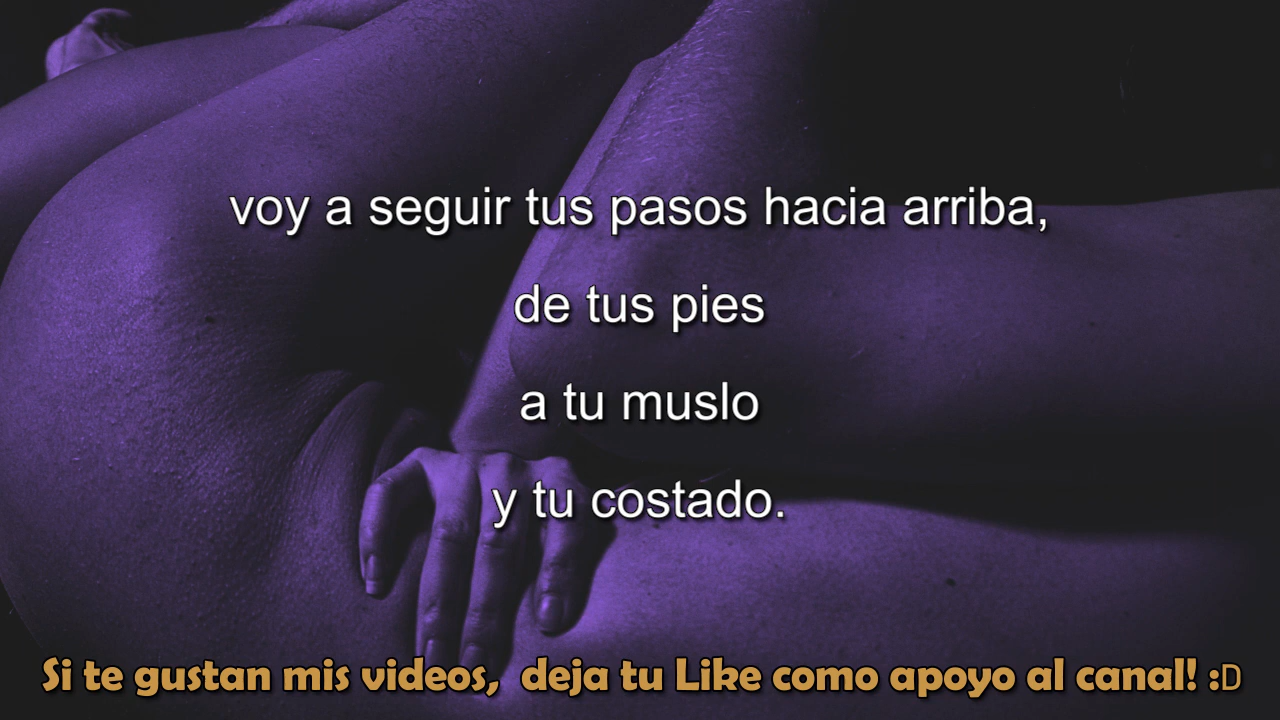 voy a seguir tus pasos hacia arriba,
de tus pies
a tu muslo
y tu costado.
Si te gustan mis videos,  deja tu Like como apoyo al canal! :D